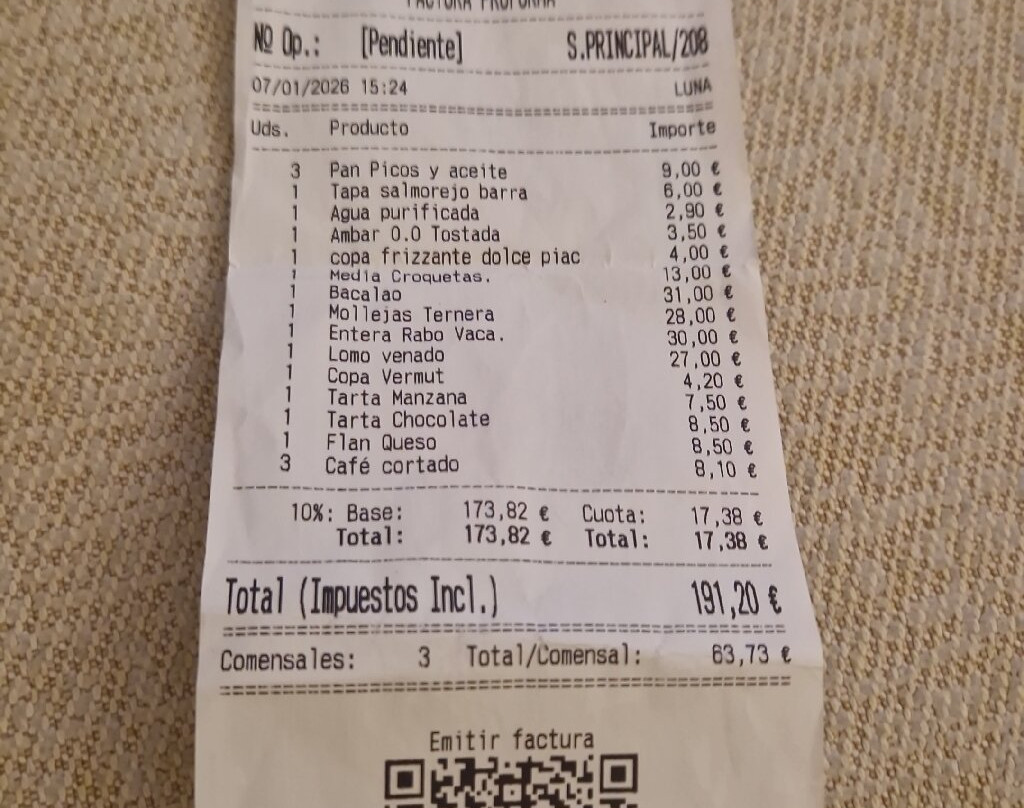 FACTURA PROFORMA
Nº Op.: [Pendiente] S.PRINCIPAL/208
07/01/2026 15:24 LUNA
Uds. Producto Importe
3 Pan Picos y aceite 9,00 €
1 Tapa salmorejo barra 6,00 €
1 Agua purificada 2,90 €
1 Ambar 0.0 Tostada 3,50 €
1 copa frizzante dolce piac 4,00 €
1 Media Croquetas. 13,00 €
1 Bacalao 31,00 €
1 Mollejas Ternera 28,00 €
1 Entera Rabo Vaca. 30,00 €
1 Lomo venado 27,00 €
1 Copa Vermut 4,20 €
1 Tarta Manzana 7,50 €
1 Tarta Chocolate 8,50 €
1 Flan Queso 8,50 €
3 Café cortado 8,10 €
10%: Base: 173,82 € Cuota: 17,38 €
Total: 173,82 € Total: 17,38 €
Total (Impuestos Incl.) 191,20 €
Comensales: 3 Total/Comensal: 63,73 €
Emitir factura